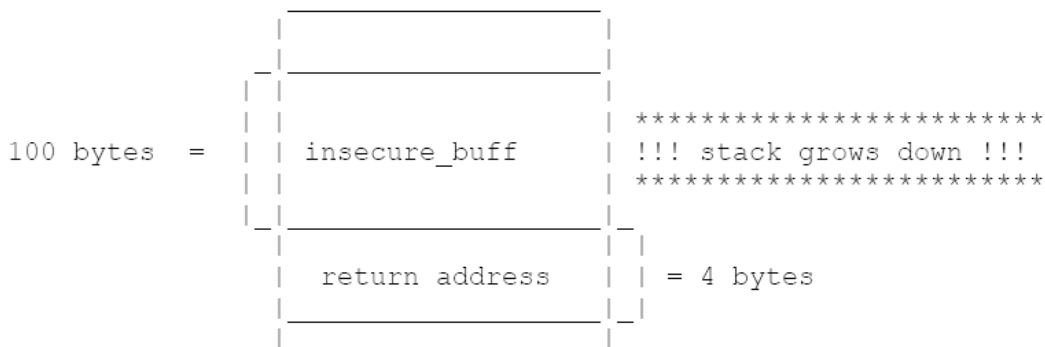 **************************
100 bytes = insecure_buff !!! stack grows down !!!
**************************
return address = 4 bytes